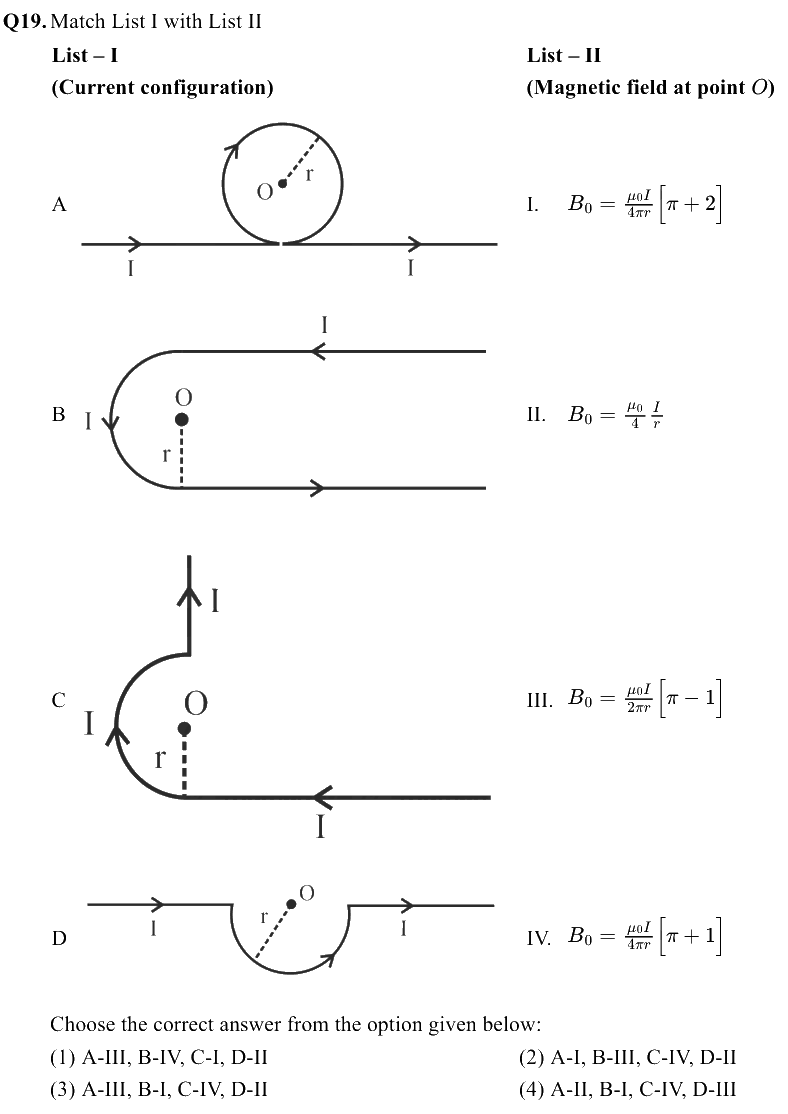 Q19. Match List I with List II
List – I List – II
(Current configuration) (Magnetic field at point O)
O r
A I. B₀ = μ₀I/4πr [π + 2]
I I
I
O
B I II. B₀ = μ₀/4 I/r
r
I
O
C I III. B₀ = μ₀I/2πr [π − 1]
r
I
O
r
D I I IV. B₀ = μ₀I/4πr [π + 1]
Choose the correct answer from the option given below:
(1) A-III, B-IV, C-I, D-II (2) A-I, B-III, C-IV, D-II
(3) A-III, B-I, C-IV, D-II (4) A-II, B-I, C-IV, D-III